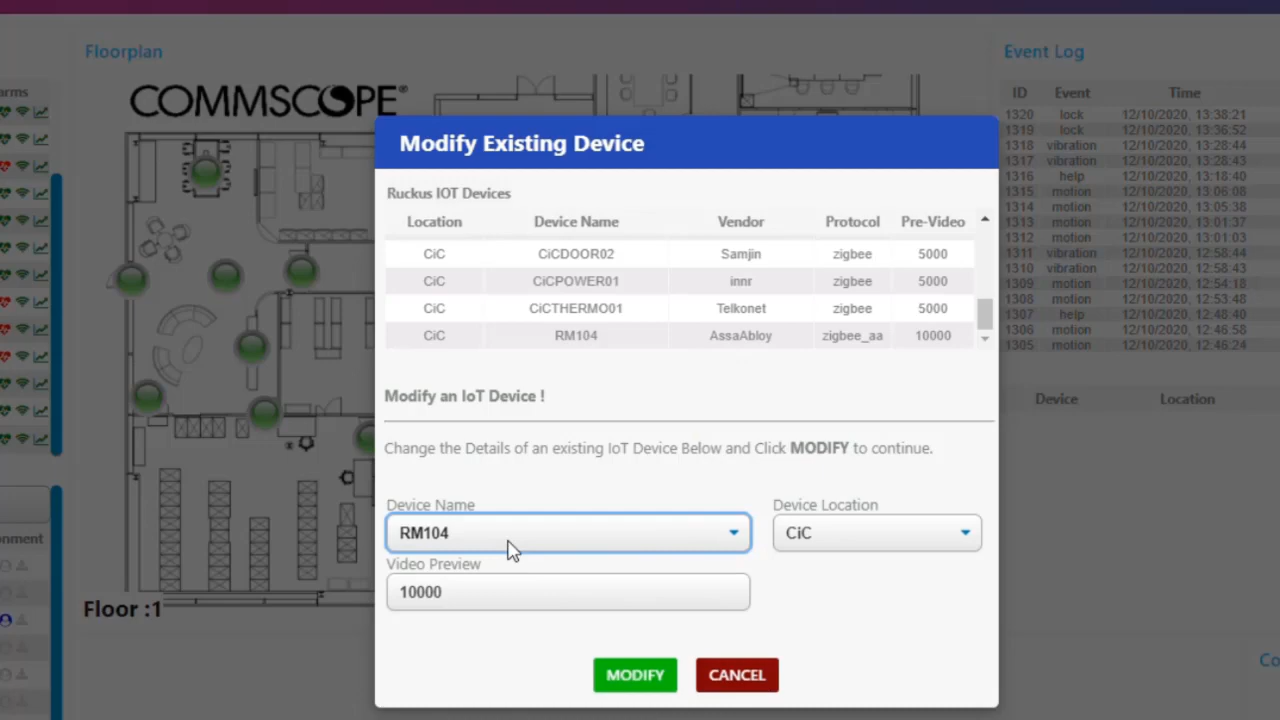 Floorplan
Event Log
arms
COMMSCOPE®
ID Event Time
1320 lock 12/10/2020, 13:38:21
1319 lock 12/10/2020, 13:36:52
1318 vibration 12/10/2020, 13:28:44
1317 vibration 12/10/2020, 13:28:43
1316 help 12/10/2020, 13:18:40
1315 motion 12/10/2020, 13:06:08
1314 motion 12/10/2020, 13:05:38
1313 motion 12/10/2020, 13:01:37
1312 motion 12/10/2020, 13:01:03
1311 vibration 12/10/2020, 12:58:44
1310 vibration 12/10/2020, 12:58:43
1309 motion 12/10/2020, 12:54:18
1308 motion 12/10/2020, 12:53:48
1307 help 12/10/2020, 12:48:40
1306 motion 12/10/2020, 12:46:58
1305 motion 12/10/2020, 12:46:24
Device Location
Modify Existing Device
Ruckus IOT Devices
Location Device Name Vendor Protocol Pre-Video
CiC CiCDOOR02 Samjin zigbee 5000
CiC CiCPOWER01 innr zigbee 5000
CiC CiCTHERMO01 Telkonet zigbee 5000
CiC RM104 AssaAbloy zigbee_aa 10000
Modify an IoT Device !
Change the Details of an existing IoT Device Below and Click MODIFY to continue.
Device Name Device Location
RM104 CiC
Video Preview
10000
MODIFY CANCEL
nment
Floor :1
Co